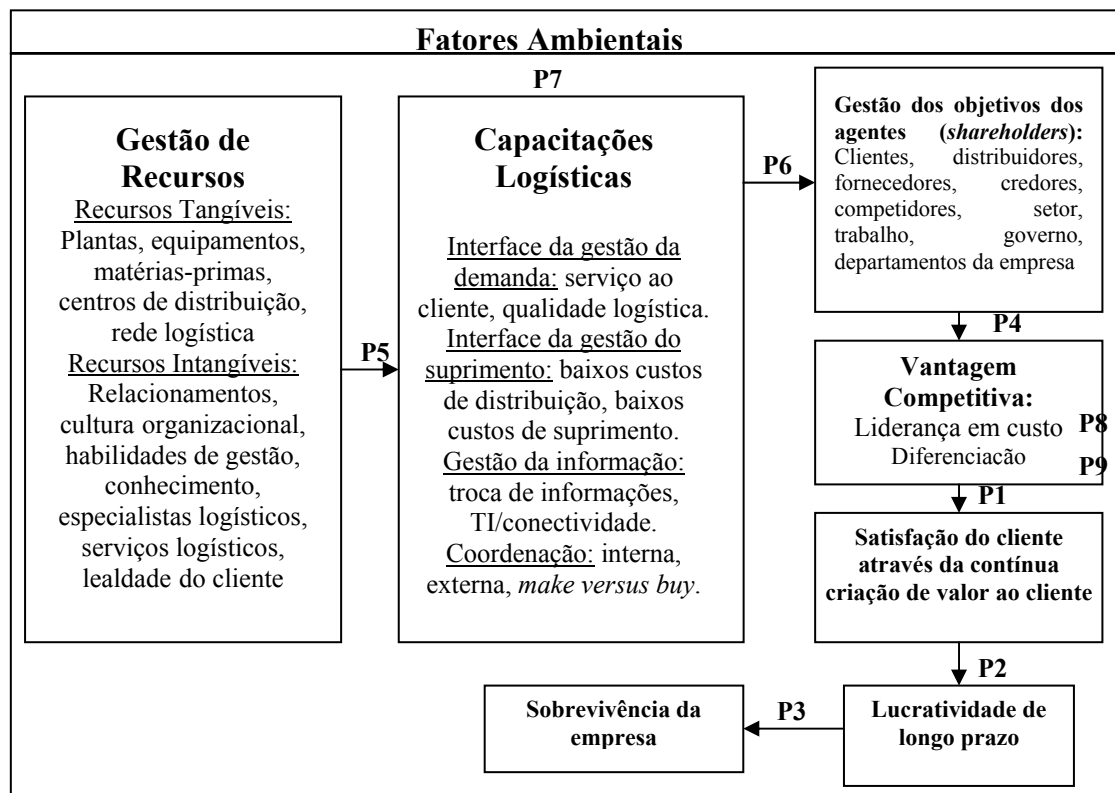 Fatores Ambientais
P7
Gestão de
Recursos
Recursos Tangíveis:
Plantas, equipamentos,
matérias-primas,
centros de distribuição,
rede logística
Recursos Intangíveis:
Relacionamentos,
cultura organizacional,
habilidades de gestão,
conhecimento,
especialistas logísticos,
serviços logísticos,
lealdade do cliente
P5
Capacitações
Logísticas
Interface da gestão da
demanda: serviço ao
cliente, qualidade logística.
Interface da gestão do
suprimento: baixos custos
de distribuição, baixos
custos de suprimento.
Gestão da informação:
troca de informações,
TI/conectividade.
Coordenação: interna,
externa, make versus buy.
P6
Gestão dos objetivos dos
agentes (shareholders):
Clientes, distribuidores,
fornecedores, credores,
competidores, setor,
trabalho, governo,
departamentos da empresa
P4
Vantagem
Competitiva:
Liderança em custo
Diferenciacão
P8
P9
P1
Satisfação do cliente
através da contínua
criação de valor ao cliente
P2
Lucratividade de
longo prazo
P3
Sobrevivência da
empresa